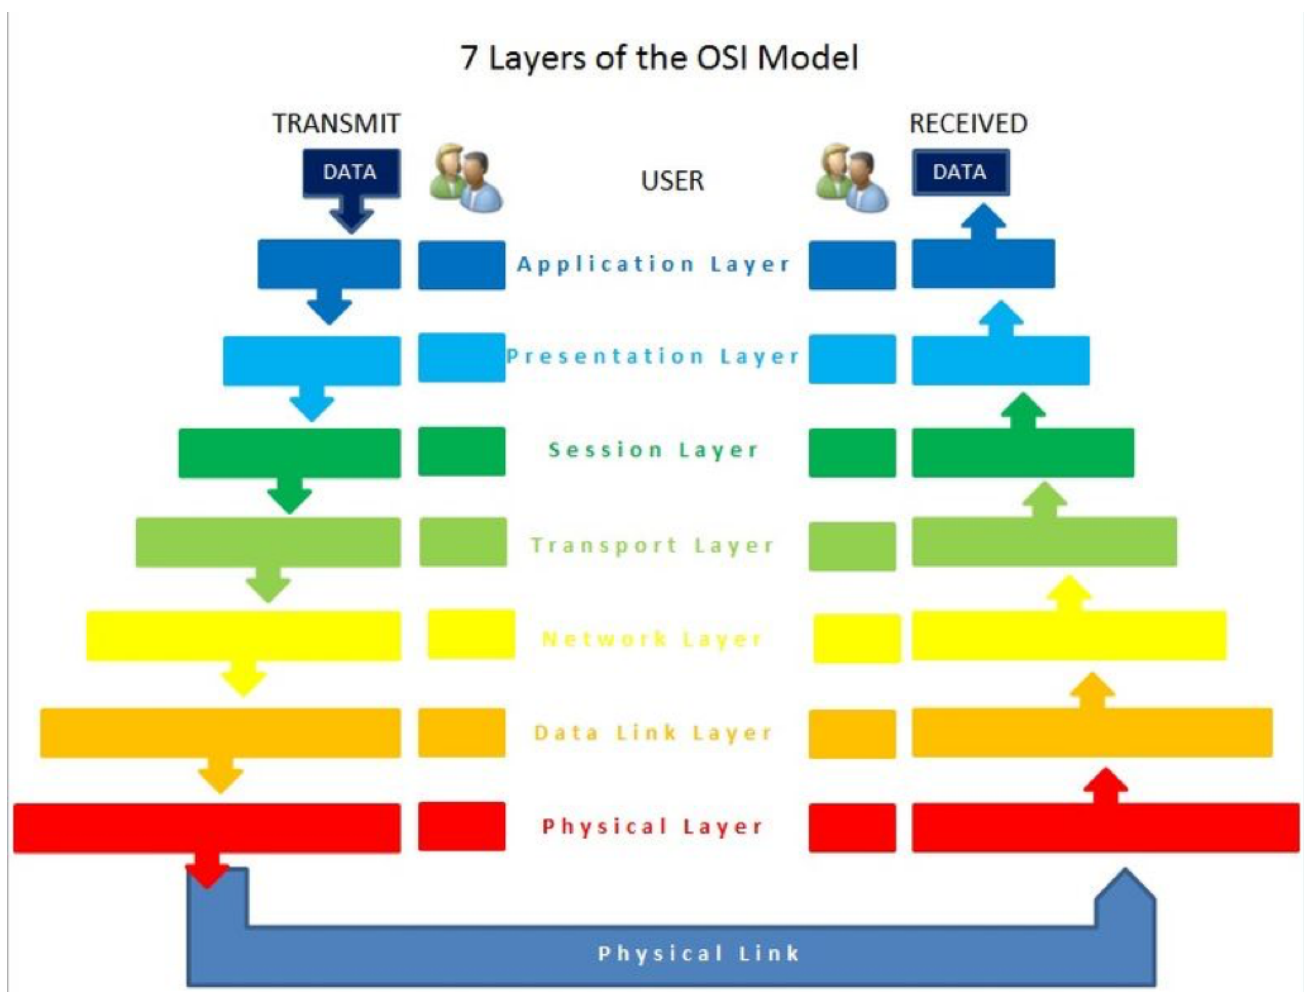 7 Layers of the OSI Model
TRANSMIT
RECEIVED
DATA
USER
DATA
Application Layer
Presentation Layer
Session Layer
Transport Layer
Network Layer
Data Link Layer
Physical Layer
Physical Link